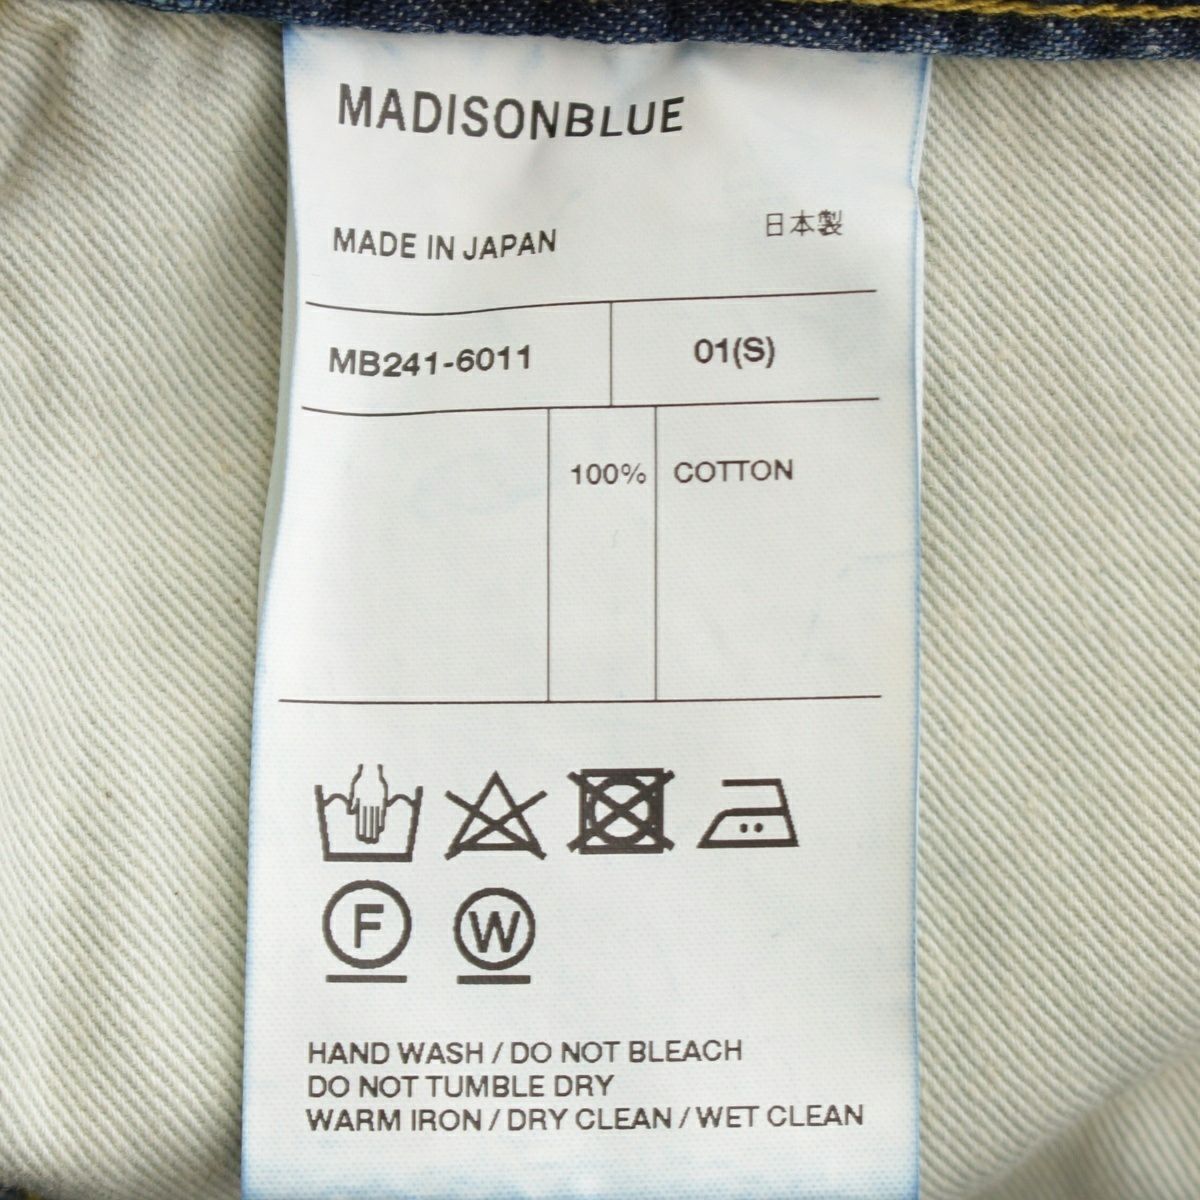 MADISONBLUE
MADE IN JAPAN 日本製
MB241-6011 01(S)
100% COTTON
F W
HAND WASH / DO NOT BLEACH
DO NOT TUMBLE DRY
WARM IRON / DRY CLEAN / WET CLEAN